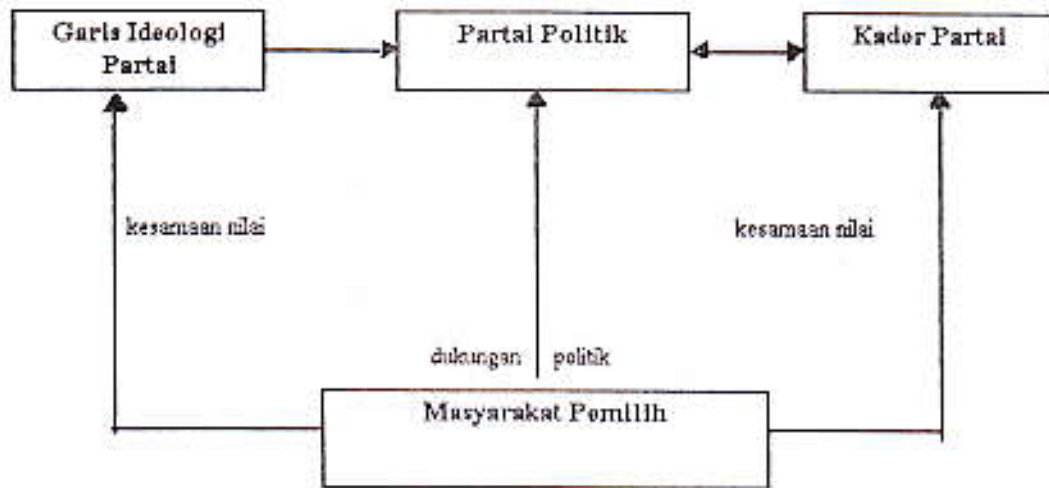 Garis Ideologi
Partai
Partai Politik
Kader Partai
kesamaan nilai
kesamaan nilai
dukungan politik
Masyarakat Pemilih